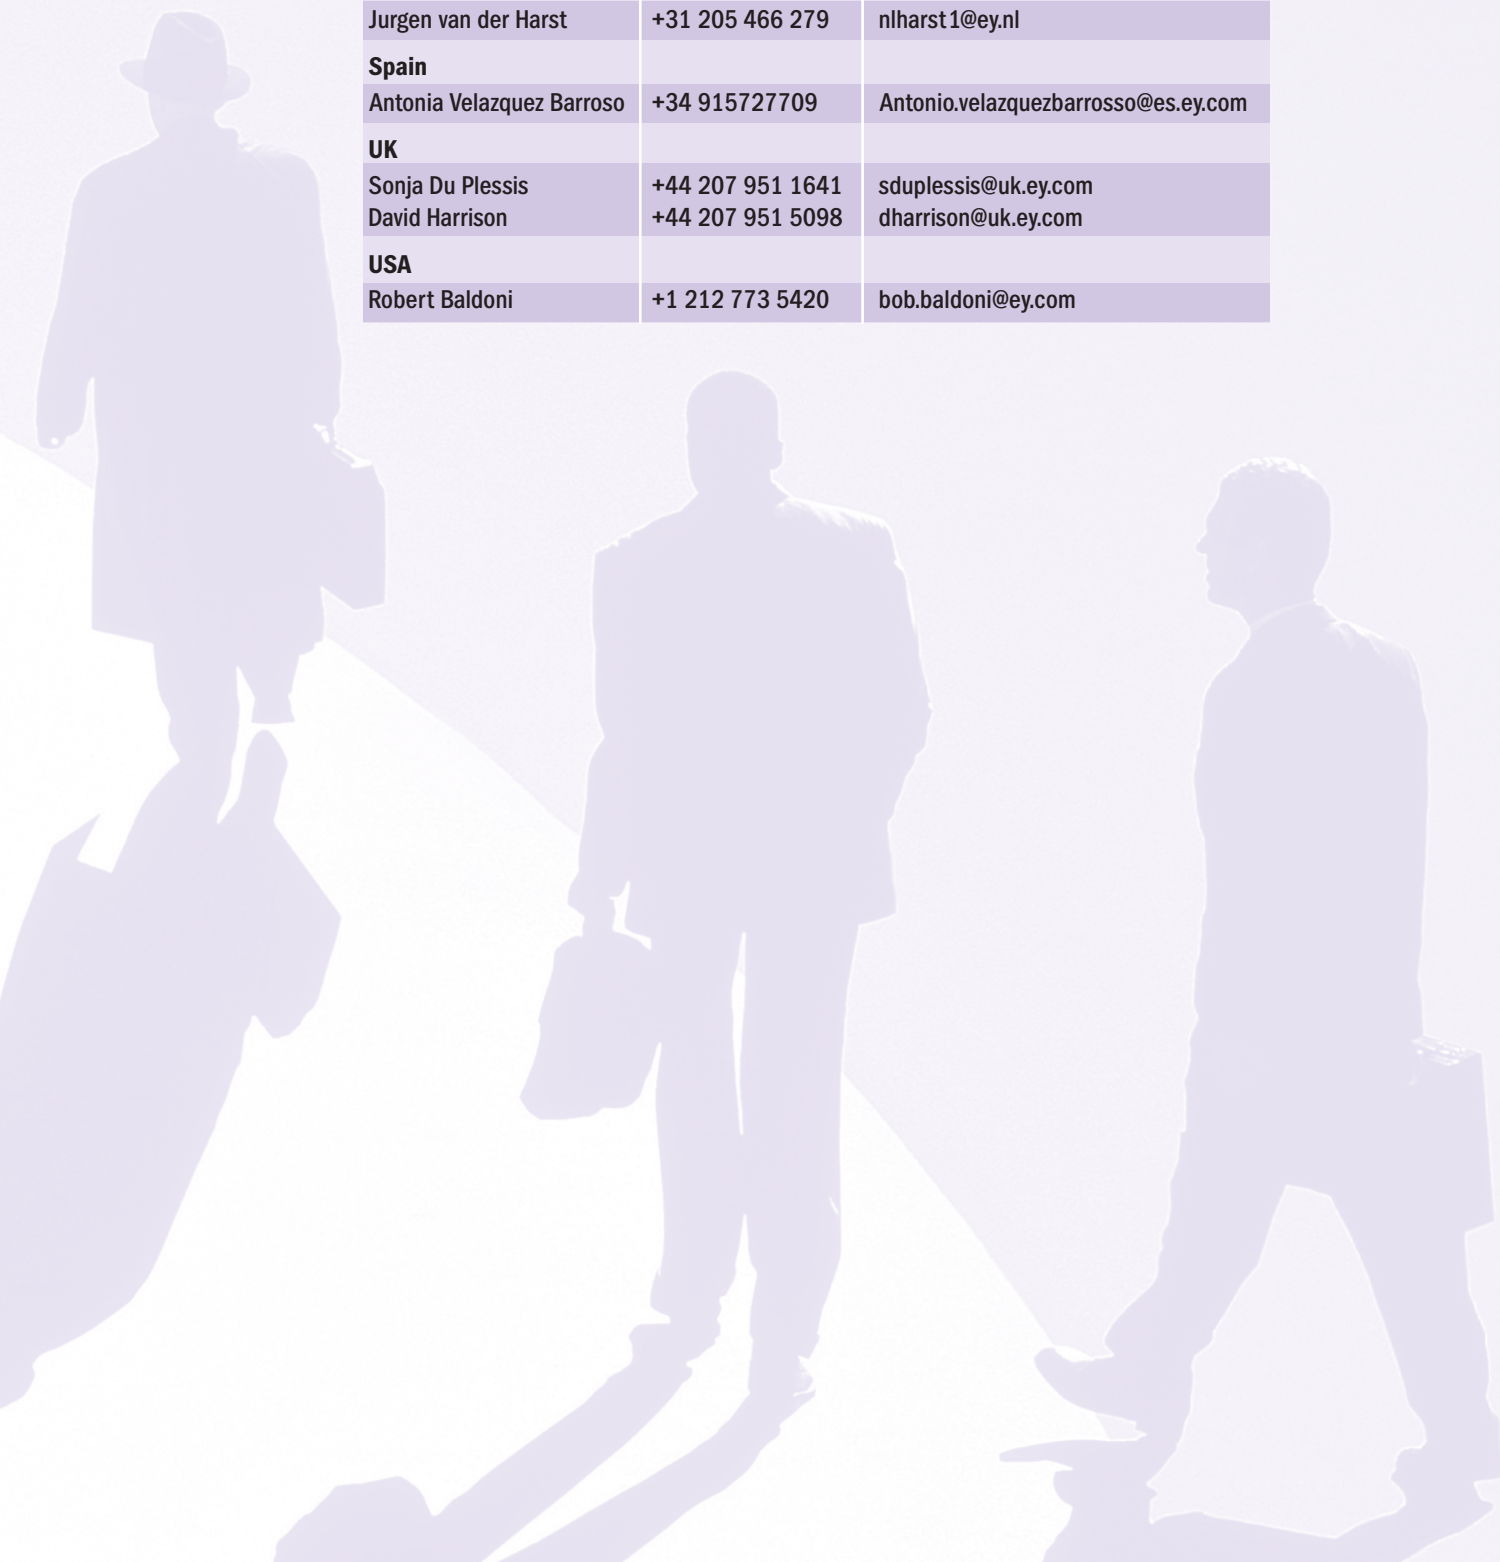 Jurgen van der Harst +31 205 466 279 nlharst1@ey.nl
Spain
Antonia Velazquez Barroso +34 915727709 Antonio.velazquezbarrosso@es.ey.com
UK
Sonja Du Plessis +44 207 951 1641 sduplessis@uk.ey.com
David Harrison +44 207 951 5098 dharrison@uk.ey.com
USA
Robert Baldoni +1 212 773 5420 bob.baldoni@ey.com